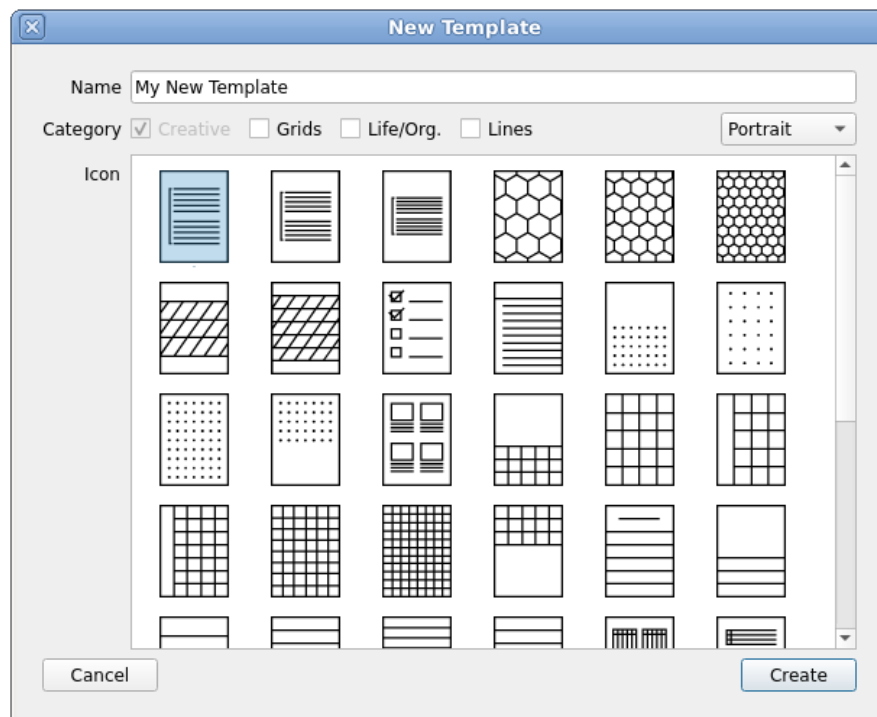 New Template
Name My New Template
Category Creative Grids Life/Org. Lines Portrait
Icon
Cancel Create